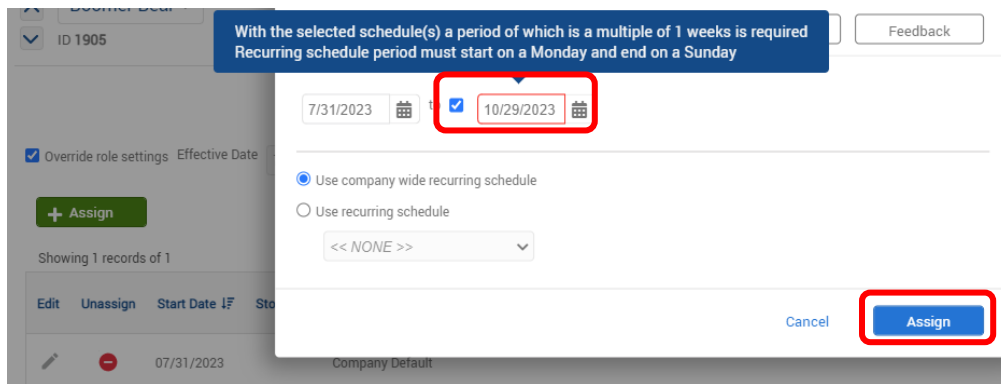 Boomer Bear
ID 1905
With the selected schedule(s) a period of which is a multiple of 1 weeks is required
Recurring schedule period must start on a Monday and end on a Sunday
Feedback
7/31/2023 to 10/29/2023
Override role settings Effective Date
Use company wide recurring schedule
+ Assign
Use recurring schedule
<< NONE >>
Showing 1 records of 1
Edit Unassign Start Date Sto
Cancel Assign
07/31/2023 Company Default